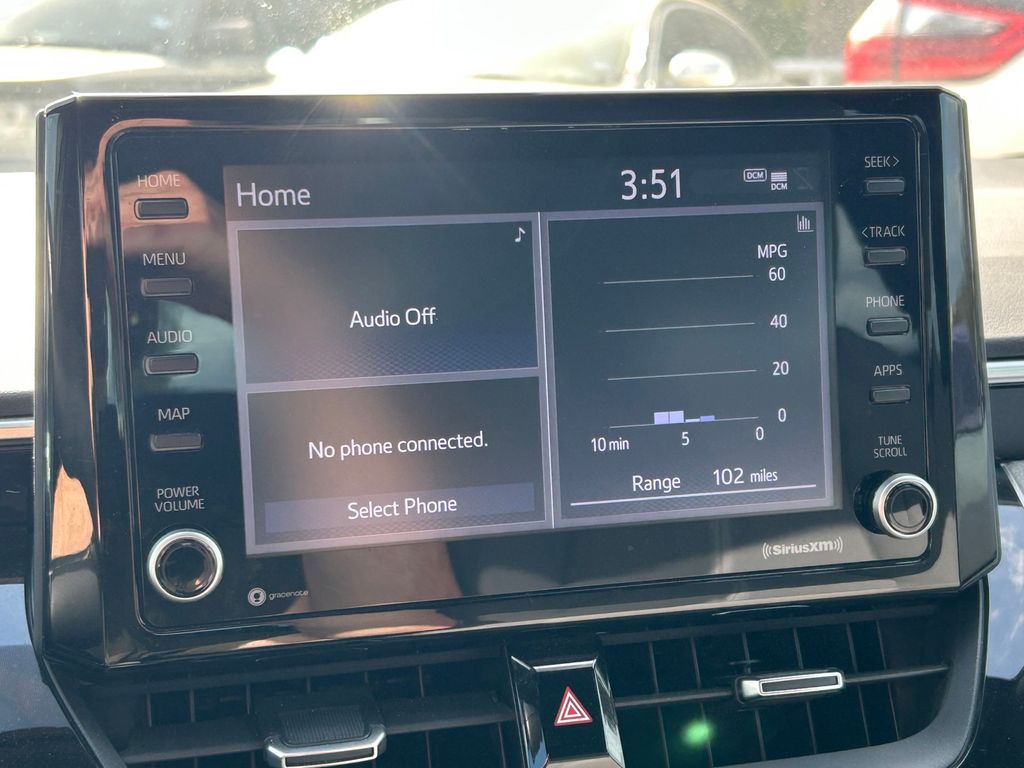 HOME
MENU
AUDIO
MAP
POWER
VOLUME
Home
3:51
DCM
DCM
Audio Off
No phone connected.
Select Phone
MPG
60
40
20
0
10 min
5
0
Range 102 miles
SEEK>
<TRACK
PHONE
APPS
TUNE
SCROLL
gracenote
((SiriusXM))